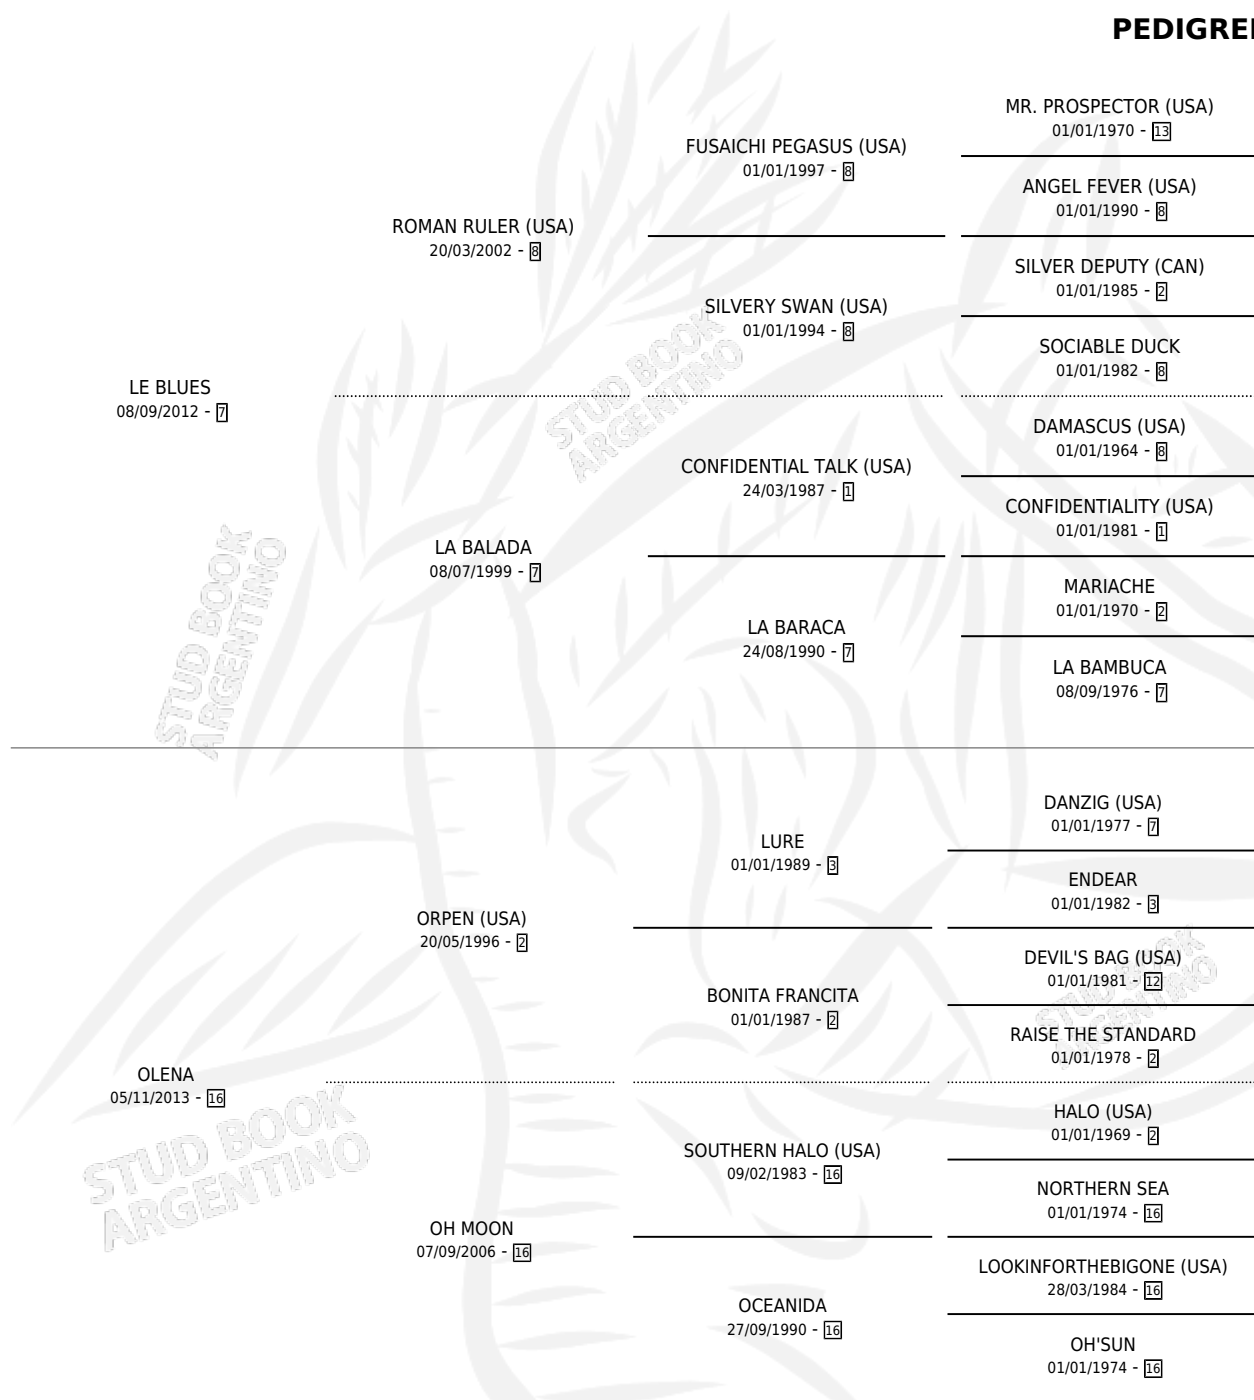 PEDIGREE
MR. PROSPECTOR (USA)
01/01/1970 - 13
FUSAICHI PEGASUS (USA)
01/01/1997 - 8
ANGEL FEVER (USA)
01/01/1990 - 8
ROMAN RULER (USA)
20/03/2002 - 8
SILVER DEPUTY (CAN)
01/01/1985 - 2
SILVERY SWAN (USA)
01/01/1994 - 8
SOCIABLE DUCK
01/01/1982 - 8
LE BLUES
08/09/2012 - 7
DAMASCUS (USA)
01/01/1964 - 8
CONFIDENTIAL TALK (USA)
24/03/1987 - 1
CONFIDENTIALITY (USA)
01/01/1981 - 1
LA BALADA
08/07/1999 - 7
MARIACHE
01/01/1970 - 2
LA BARACA
24/08/1990 - 7
LA BAMBUCA
08/09/1976 - 7
DANZIG (USA)
01/01/1977 - 7
LURE
01/01/1989 - 3
ENDEAR
01/01/1982 - 3
ORPEN (USA)
20/05/1996 - 2
DEVIL'S BAG (USA)
01/01/1981 - 12
BONITA FRANCITA
01/01/1987 - 2
RAISE THE STANDARD
01/01/1978 - 2
OLENA
05/11/2013 - 16
HALO (USA)
01/01/1969 - 2
SOUTHERN HALO (USA)
09/02/1983 - 16
NORTHERN SEA
01/01/1974 - 16
OH MOON
07/09/2006 - 16
LOOKINFORTHEBIGONE (USA)
28/03/1984 - 16
OCEANIDA
27/09/1990 - 16
OH'SUN
01/01/1974 - 16
STUD BOOK
ARGENTINO
STUD BOOK
ARGENTINO
STUD BOOK
ARGENTINO
STUD BOOK
ARGENTINO